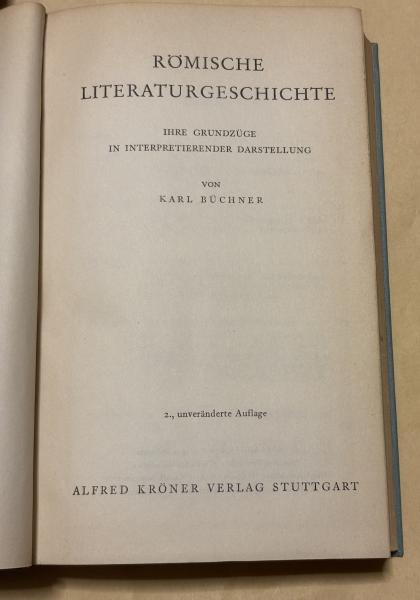 RÖMISCHE
LITERATURGESCHICHTE
IHRE GRUNDZÜGE
IN INTERPRETIERENDER DARSTELLUNG
VON
KARL BÜCHNER
2., unveränderte Auflage
ALFRED KRÖNER VERLAG STUTTGART